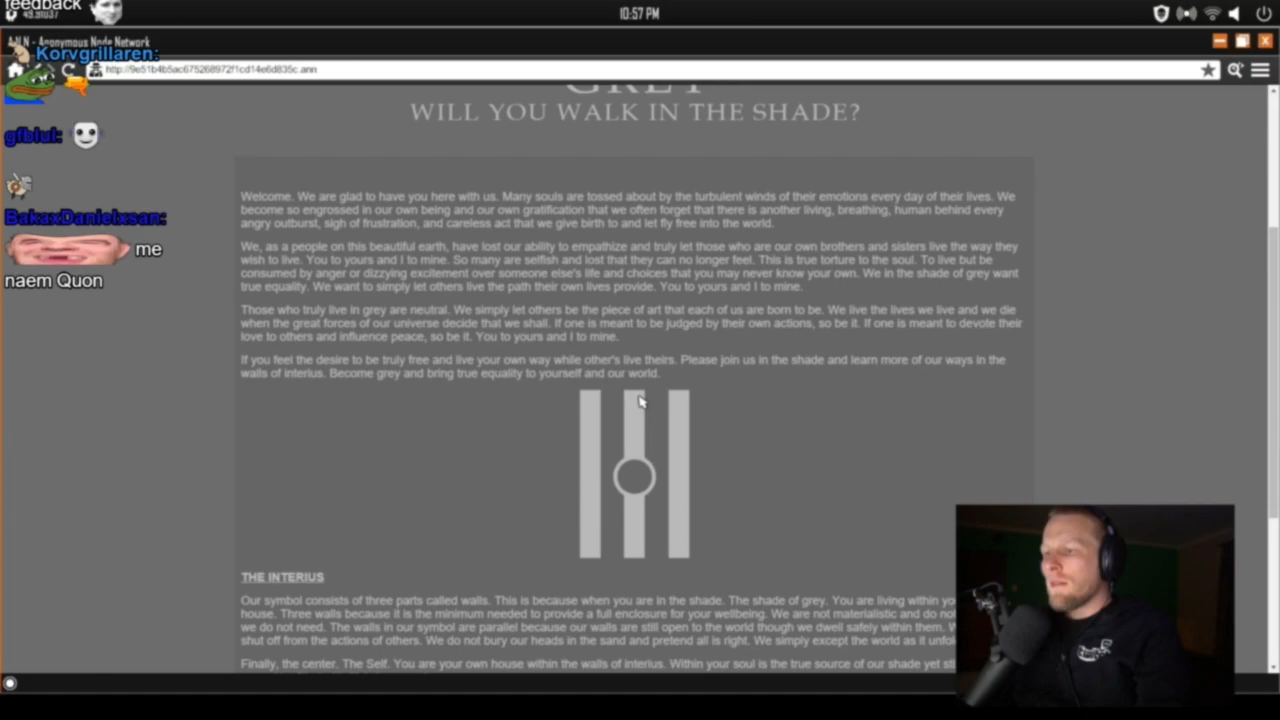 feedback
49.91037
10:57 PM
A.N.N - Anonymous Node Network
Korvgrillaren:
http://9e51b4b5ac675268972f1cd14e6d835c.ann
gfblul:
BakaxDanielxsan:
me
naem Quon
GREY
WILL YOU WALK IN THE SHADE?
Welcome. We are glad to have you here with us. Many souls are tossed about by the turbulent winds of their emotions every day of their lives. We
become so engrossed in our own being and our own gratification that we often forget that there is another living, breathing, human behind every
angry outburst, sigh of frustration, and careless act that we give birth to and let fly free into the world.
We, as a people on this beautiful earth, have lost our ability to empathize and truly let those who are our own brothers and sisters live the way they
wish to live. You to yours and I to mine. So many are selfish and lost that they can no longer feel. This is true torture to the soul. To live but be
consumed by anger or dizzying excitement over someone else's life and choices that you may never know your own. We in the shade of grey want
true equality. We want to simply let others live the path their own lives provide. You to yours and I to mine.
Those who truly live in grey are neutral. We simply let others be the piece of art that each of us are born to be. We live the lives we live and we die
when the great forces of our universe decide that we shall. If one is meant to be judged by their own actions, so be it. If one is meant to devote their
love to others and influence peace, so be it. You to yours and I to mine.
If you feel the desire to be truly free and live your own way while other's live theirs. Please join us in the shade and learn more of our ways in the
walls of interius. Become grey and bring true equality to yourself and our world.
THE INTERIUS
Our symbol consists of three parts called walls. This is because when you are in the shade. The shade of grey. You are living within yo
house. Three walls because it is the minimum needed to provide a full enclosure for your wellbeing. We are not materialistic and do no
we do not need. The walls in our symbol are parallel because our walls are still open to the world though we dwell safely within them. W
shut off from the actions of others. We do not bury our heads in the sand and pretend all is right. We simply except the world as it unfol
Finally, the center. The Self. You are your own house within the walls of interius. Within your soul is the true source of our shade yet sti